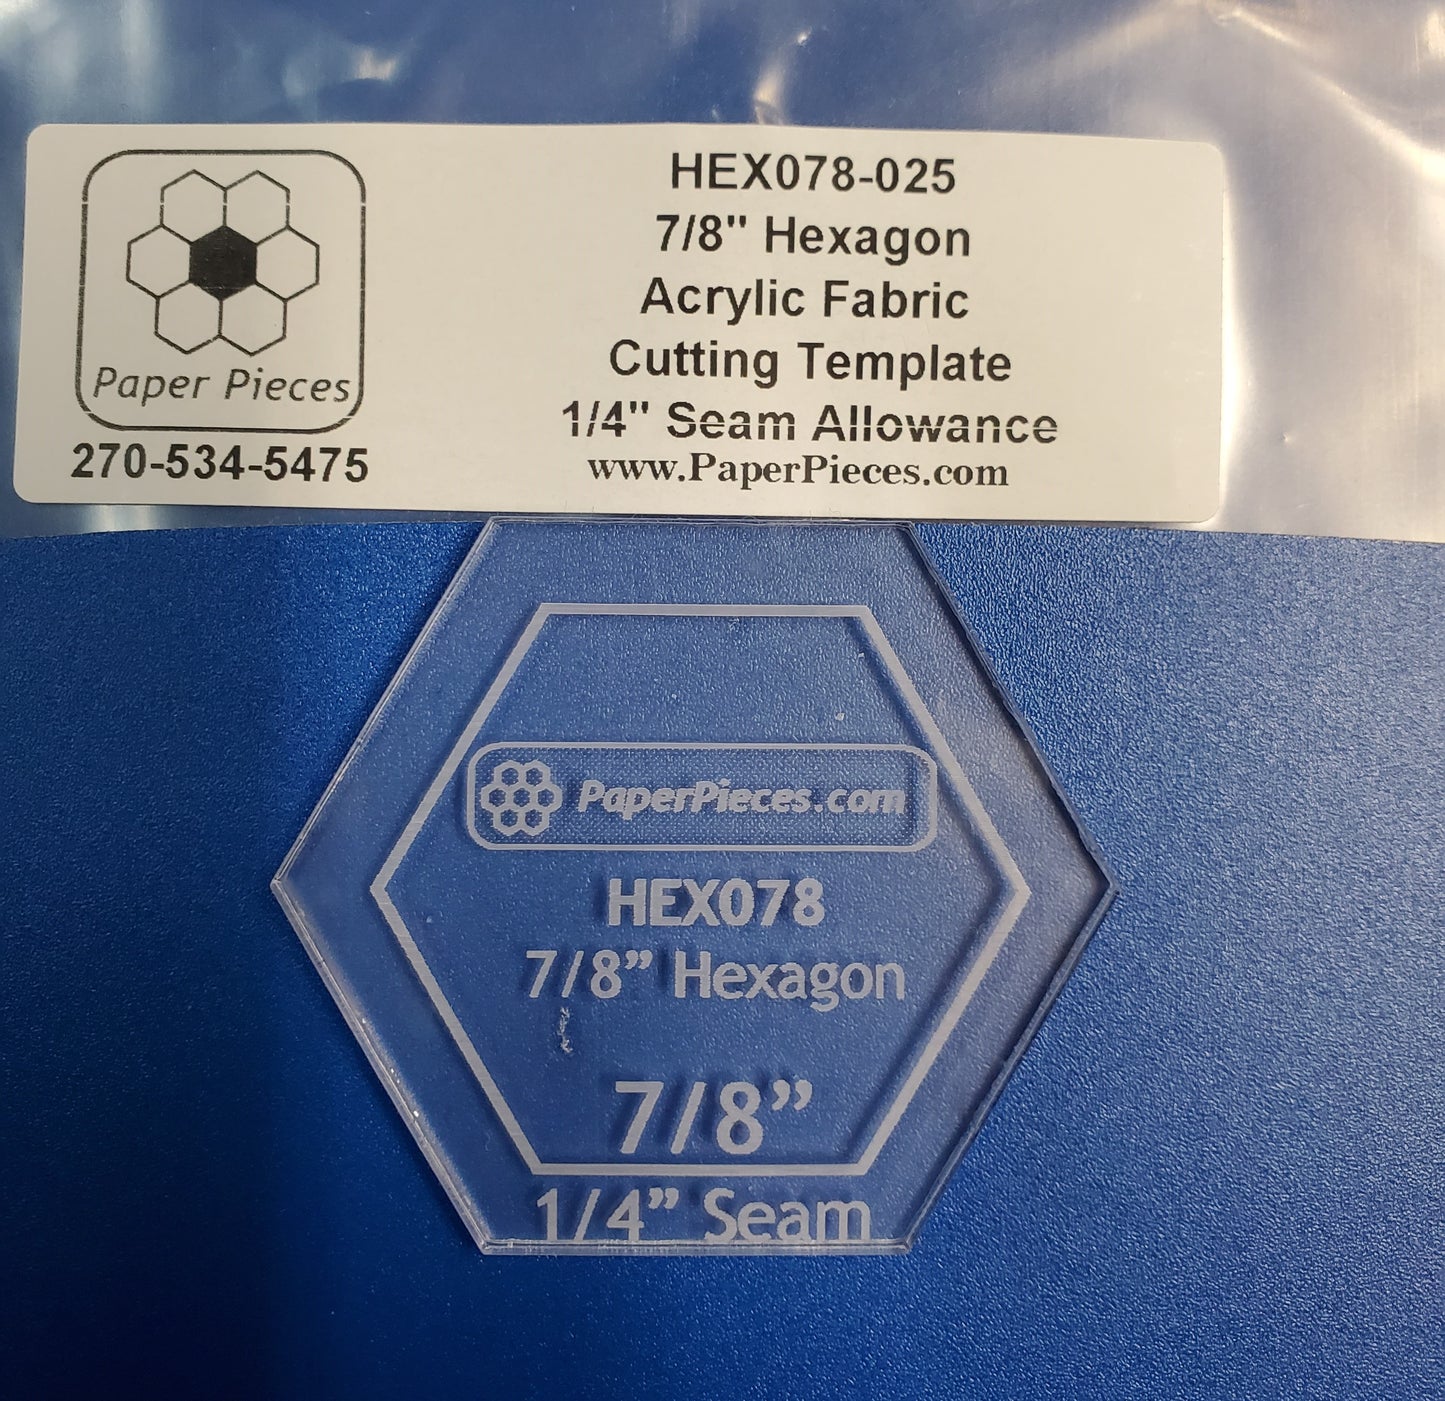 HEX078-025
7/8" Hexagon
Acrylic Fabric
Cutting Template
1/4" Seam Allowance
www.PaperPieces.com
Paper Pieces
270-534-5475
PaperPieces.com
HEX078
7/8” Hexagon
7/8”
1/4” Seam